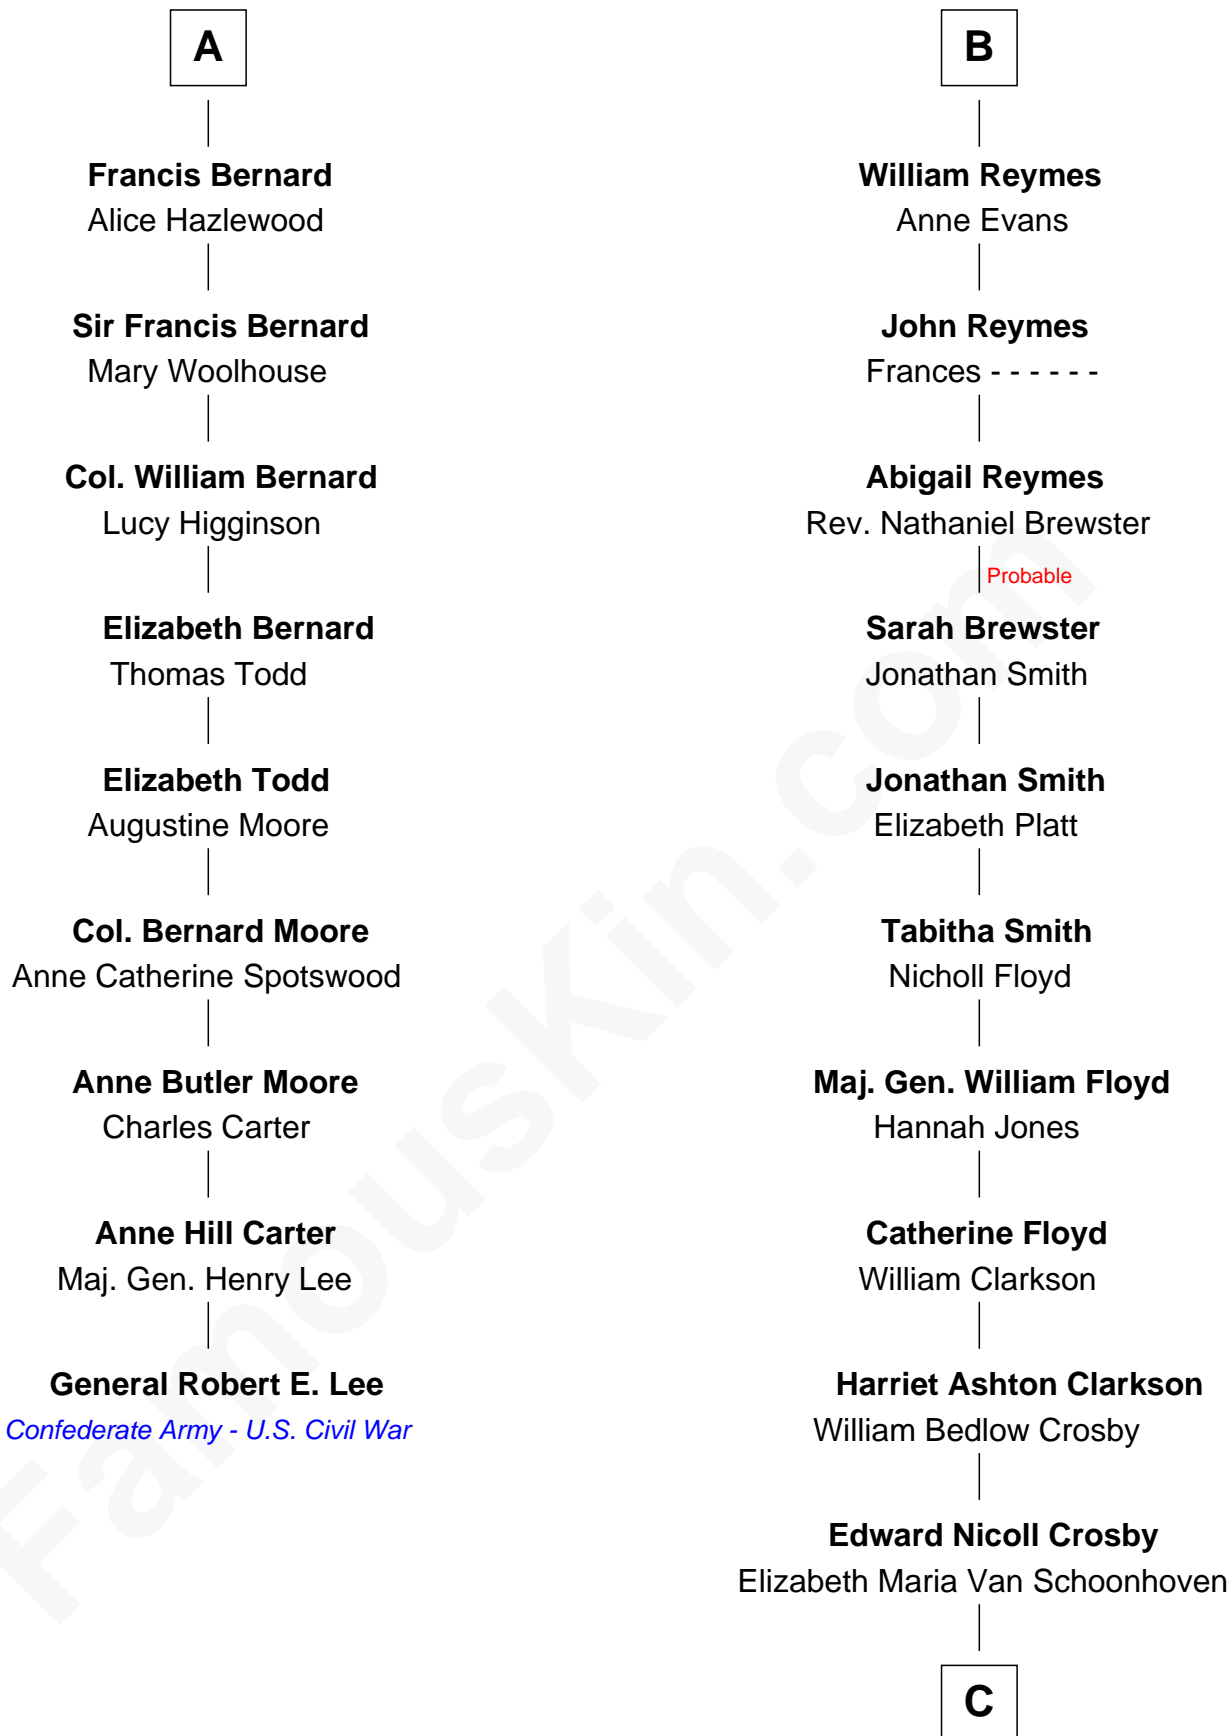 A
Francis Bernard
Alice Hazlewood
Sir Francis Bernard
Mary Woolhouse
Col. William Bernard
Lucy Higginson
Elizabeth Bernard
Thomas Todd
Elizabeth Todd
Augustine Moore
Col. Bernard Moore
Anne Catherine Spotswood
Anne Butler Moore
Charles Carter
Anne Hill Carter
Maj. Gen. Henry Lee
General Robert E. Lee
Confederate Army - U.S. Civil War
B
William Reymes
Anne Evans
John Reymes
Frances - - - - - -
Abigail Reymes
Rev. Nathaniel Brewster
Probable
Sarah Brewster
Jonathan Smith
Jonathan Smith
Elizabeth Platt
Tabitha Smith
Nicholl Floyd
Maj. Gen. William Floyd
Hannah Jones
Catherine Floyd
William Clarkson
Harriet Ashton Clarkson
William Bedlow Crosby
Edward Nicoll Crosby
Elizabeth Maria Van Schoonhoven
C
FamousKin.com